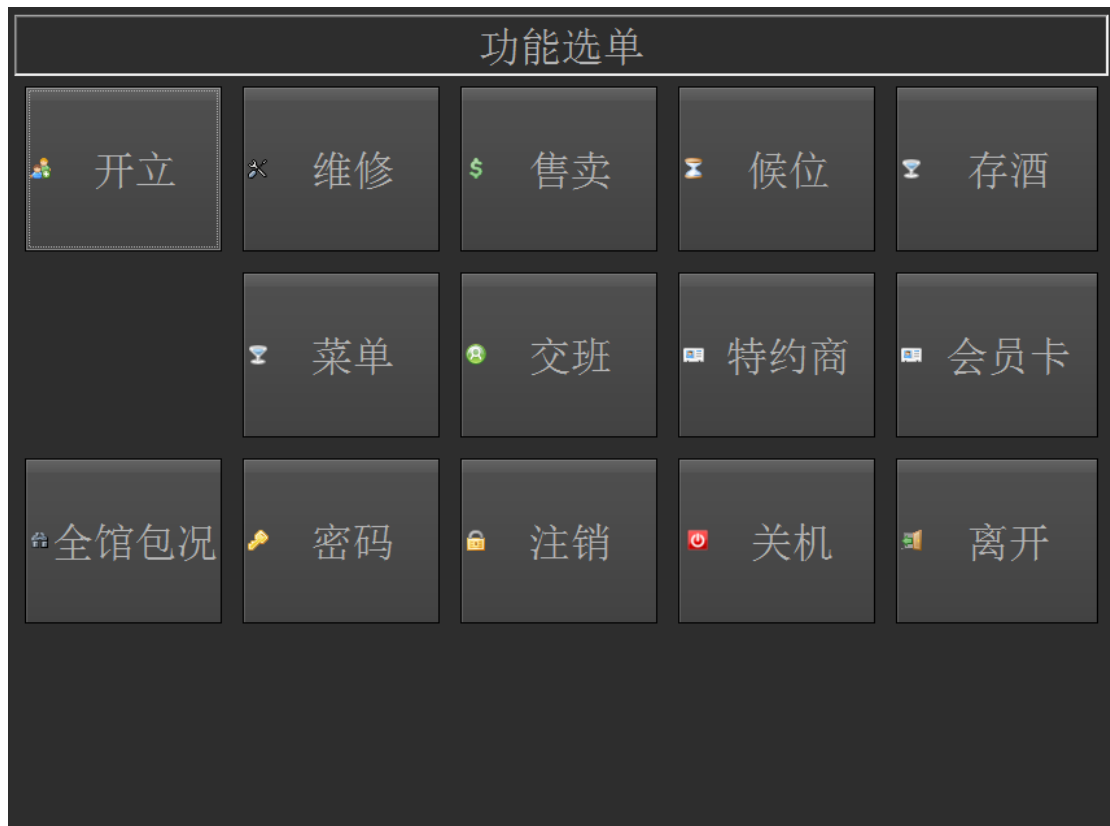 功能选单
开立
维修
售卖
候位
存酒
菜单
交班
特约商
会员卡
全馆包况
密码
注销
关机
离开